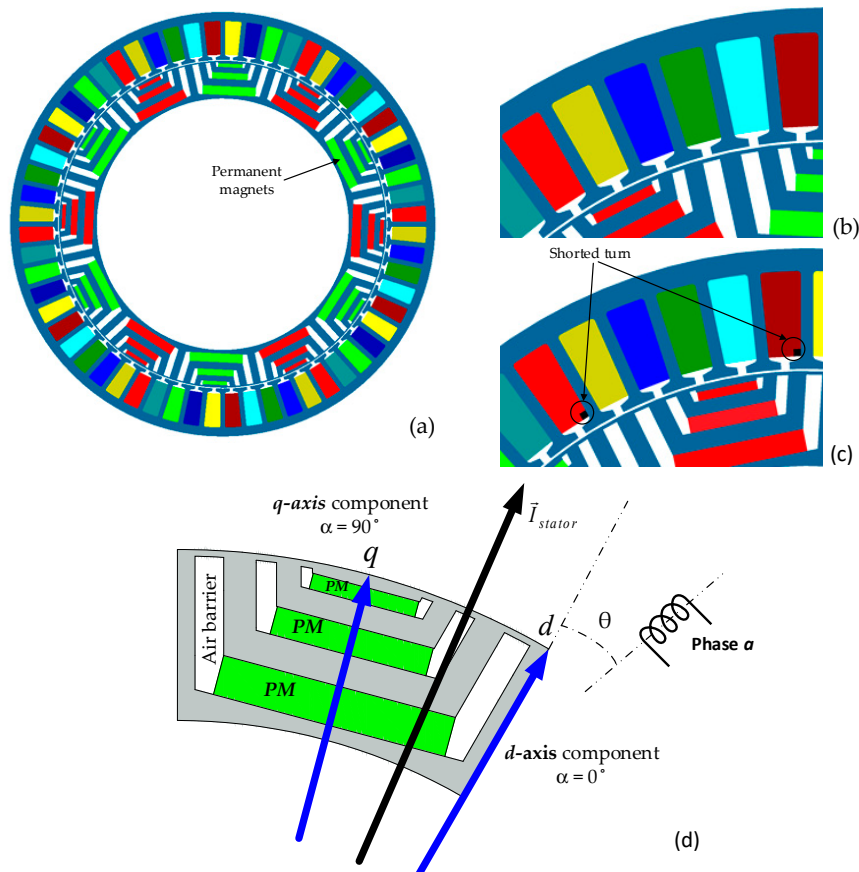 Permanent
magnets
(a)
(b)
Shorted turn
(c)
q-axis component
α = 90˚
q
I⃗ stator
Air barrier
PM
PM
PM
d
θ
Phase a
d-axis component
α = 0˚
(d)